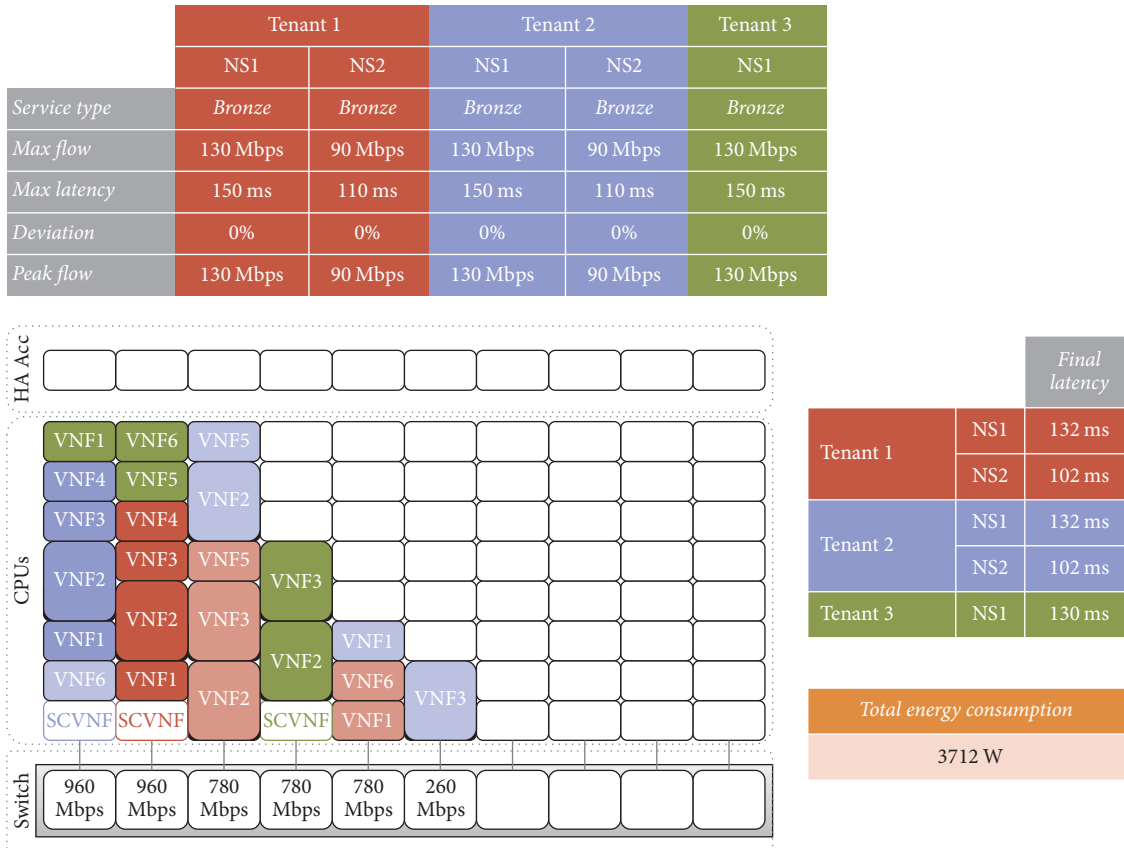 Tenant 1 Tenant 2 Tenant 3
NS1 NS2 NS1 NS2 NS1
Service type Bronze Bronze Bronze Bronze Bronze
Max flow 130 Mbps 90 Mbps 130 Mbps 90 Mbps 130 Mbps
Max latency 150 ms 110 ms 150 ms 110 ms 150 ms
Deviation 0% 0% 0% 0% 0%
Peak flow 130 Mbps 90 Mbps 130 Mbps 90 Mbps 130 Mbps
HA Acc
CPUs
VNF1 VNF6 VNF5
VNF4 VNF5
VNF2
VNF3 VNF4
VNF3 VNF5
VNF2 VNF3
VNF2 VNF3
VNF1 VNF1
VNF2
VNF6 VNF1 VNF6
VNF2 VNF3
SCVNF SCVNF SCVNF VNF1
Switch
960 960 780 780 780 260
Mbps Mbps Mbps Mbps Mbps Mbps
Final
latency
Tenant 1
NS1 132 ms
NS2 102 ms
Tenant 2
NS1 132 ms
NS2 102 ms
Tenant 3 NS1 130 ms
Total energy consumption
3712 W